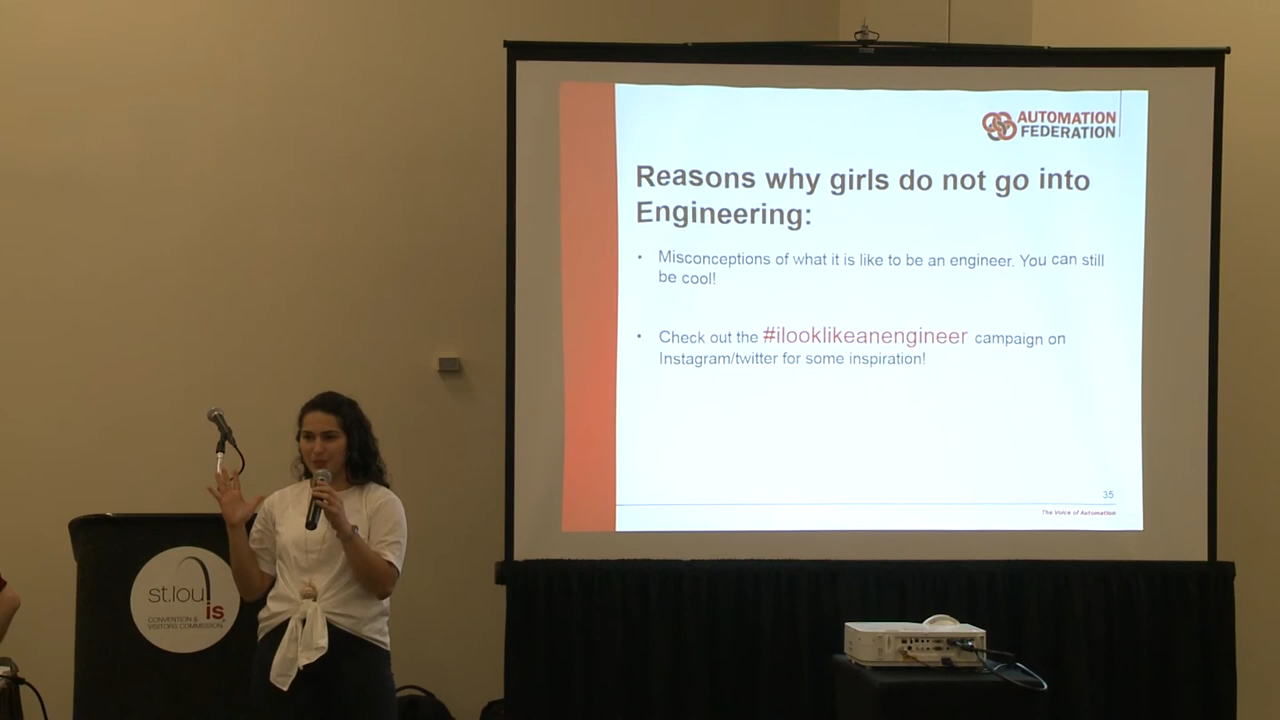 AUTOMATION
FEDERATION
Reasons why girls do not go into
Engineering:
• Misconceptions of what it is like to be an engineer. You can still
be cool!
• Check out the #ilooklikeanengineer campaign on
Instagram/twitter for some inspiration!
35
The Voice of Automation
st.louis
CONVENTION &
VISITORS COMMISSION